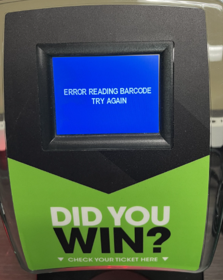 ERROR READING BARCODE
TRY AGAIN
DID YOU
WIN?
▼ CHECK YOUR TICKET HERE ▼